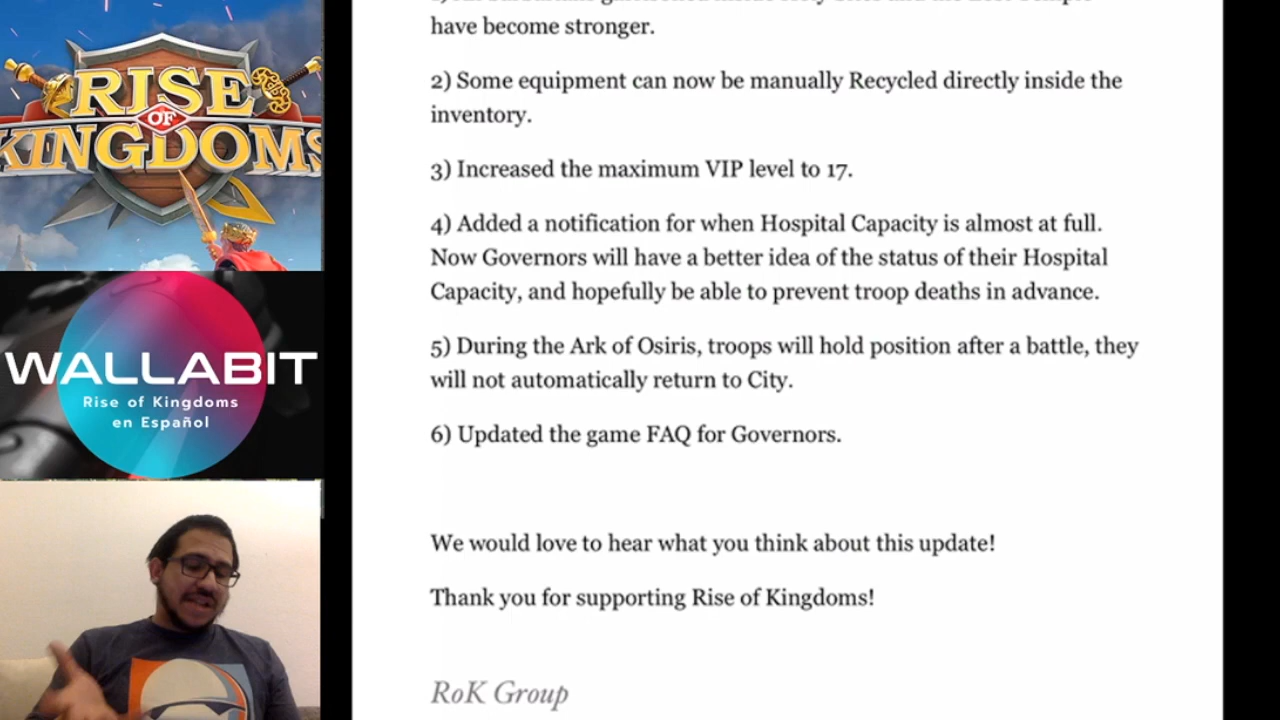 RISE
OF
KINGDOMS
WALLABIT
Rise of Kingdoms
en Español
have become stronger.
2) Some equipment can now be manually Recycled directly inside the
inventory.
3) Increased the maximum VIP level to 17.
4) Added a notification for when Hospital Capacity is almost at full.
Now Governors will have a better idea of the status of their Hospital
Capacity, and hopefully be able to prevent troop deaths in advance.
5) During the Ark of Osiris, troops will hold position after a battle, they
will not automatically return to City.
6) Updated the game FAQ for Governors.
We would love to hear what you think about this update!
Thank you for supporting Rise of Kingdoms!
RoK Group